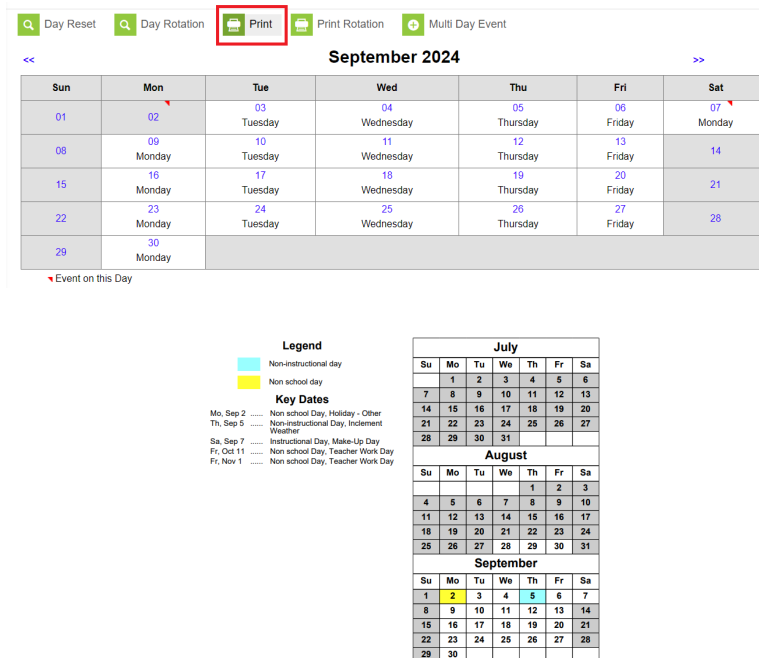 Day Reset Day Rotation Print Print Rotation Multi Day Event
<< September 2024 >>
Sun Mon Tue Wed Thu Fri Sat
01 02 03 04 05 06 07
Tuesday Wednesday Thursday Friday Monday
08 09 10 11 12 13 14
Monday Tuesday Wednesday Thursday Friday
15 16 17 18 19 20 21
Monday Tuesday Wednesday Thursday Friday
22 23 24 25 26 27 28
Monday Tuesday Wednesday Thursday Friday
29 30
Monday
Event on this Day
Legend
Non-instructional day
Non school day
Key Dates
Mo, Sep 2 ...... Non school Day, Holiday - Other
Th, Sep 5 ...... Non-instructional Day, Inclement
Weather
Sa, Sep 7 ...... Instructional Day, Make-Up Day
Fr, Oct 11 ...... Non school Day, Teacher Work Day
Fr, Nov 1 ...... Non school Day, Teacher Work Day
July
Su Mo Tu We Th Fr Sa
1 2 3 4 5 6
7 8 9 10 11 12 13
14 15 16 17 18 19 20
21 22 23 24 25 26 27
28 29 30 31
August
Su Mo Tu We Th Fr Sa
1 2 3
4 5 6 7 8 9 10
11 12 13 14 15 16 17
18 19 20 21 22 23 24
25 26 27 28 29 30 31
September
Su Mo Tu We Th Fr Sa
1 2 3 4 5 6 7
8 9 10 11 12 13 14
15 16 17 18 19 20 21
22 23 24 25 26 27 28
29 30